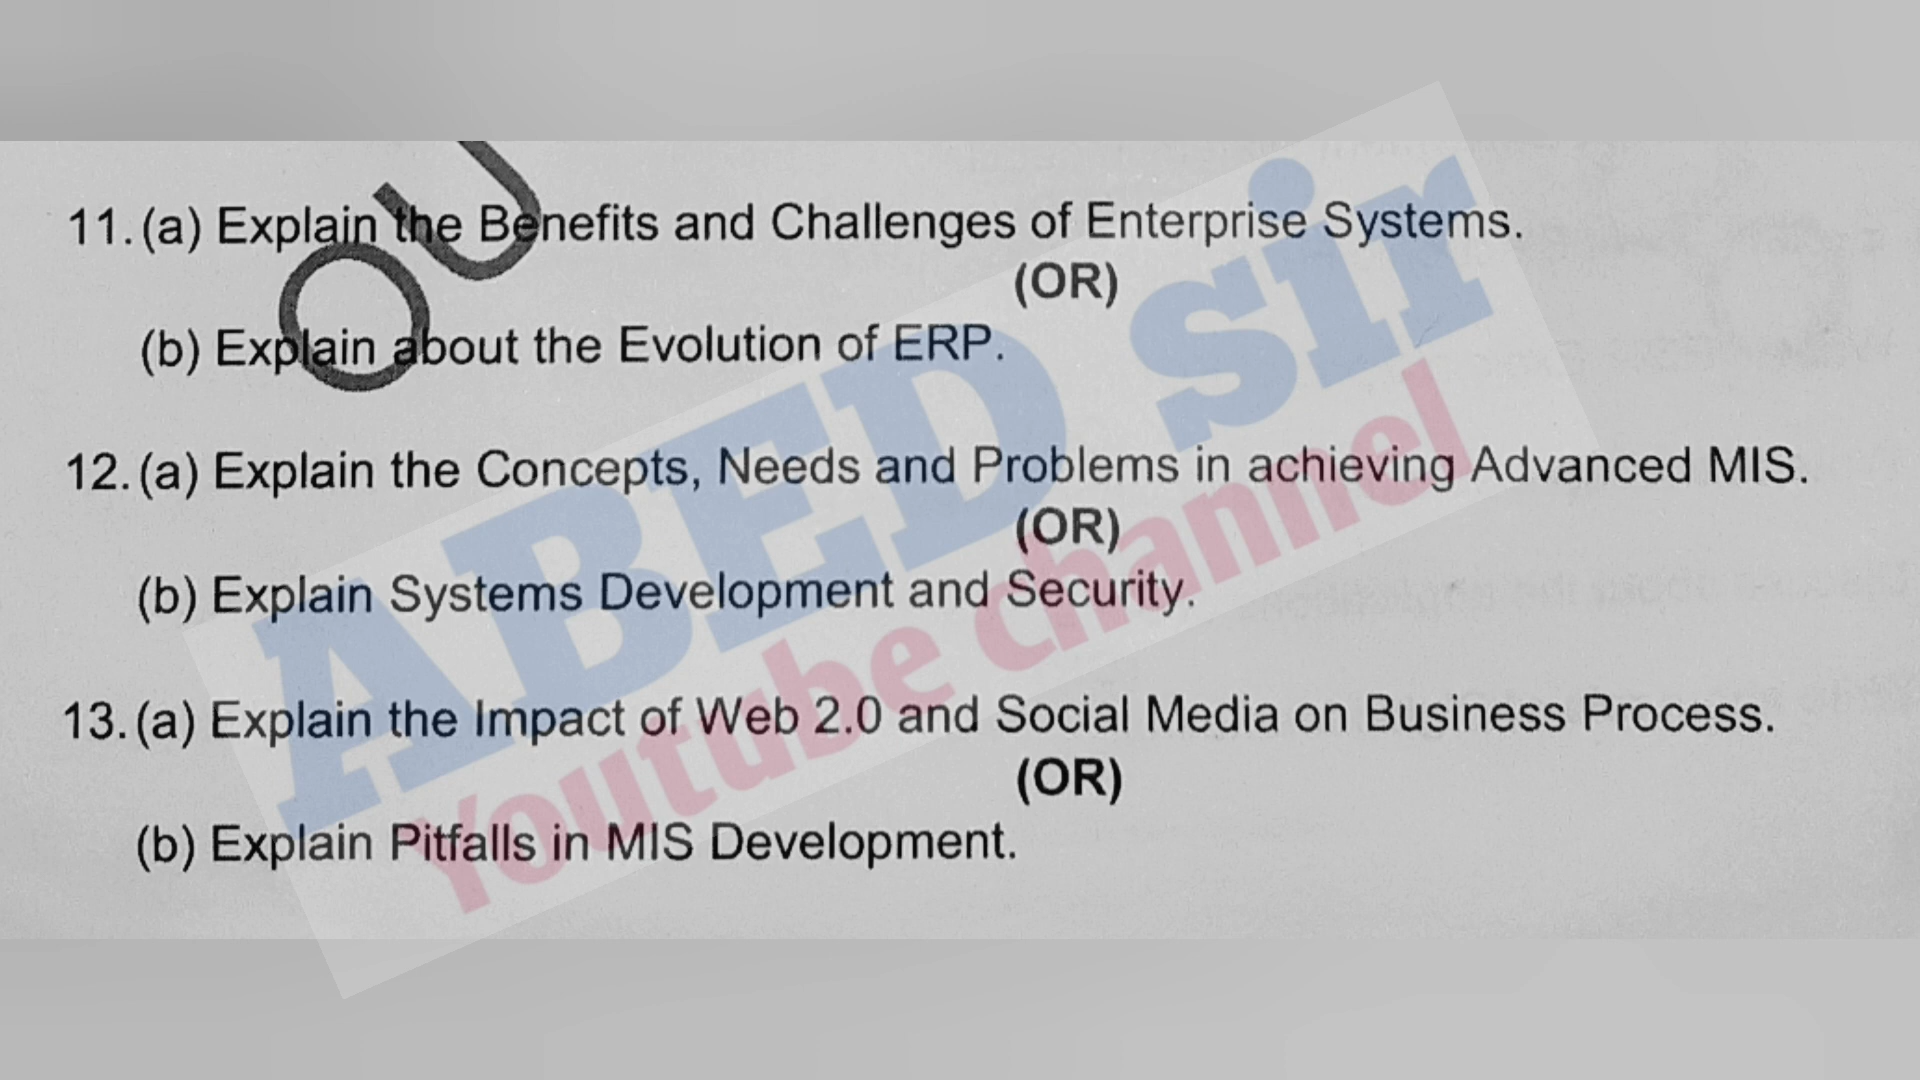 OU
11. (a) Explain the Benefits and Challenges of Enterprise Systems.
(OR)
(b) Explain about the Evolution of ERP.
12. (a) Explain the Concepts, Needs and Problems in achieving Advanced MIS.
(OR)
(b) Explain Systems Development and Security.
13. (a) Explain the Impact of Web 2.0 and Social Media on Business Process.
(OR)
(b) Explain Pitfalls in MIS Development.
ABED sir
Youtube channel